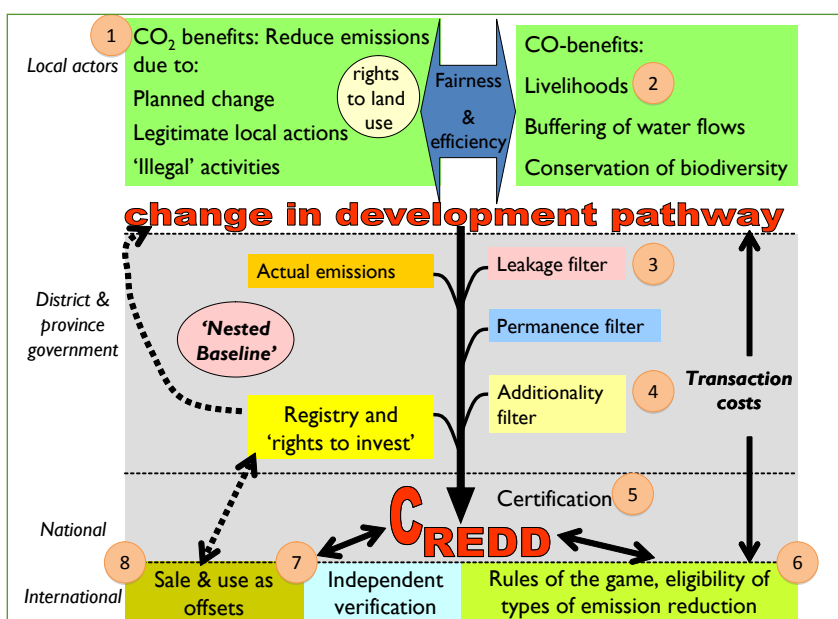 1
Local actors
CO₂ benefits: Reduce emissions
due to:
Planned change
Legitimate local actions
‘Illegal’ activities
rights
to land
use
Fairness
&
efficiency
CO-benefits:
Livelihoods
2
Buffering of water flows
Conservation of biodiversity
change in development pathway
District &
province
government
Actual emissions
Leakage filter
3
‘Nested
Baseline’
Permanence filter
Registry and
‘rights to invest’
Additionality
filter
4
Transaction
costs
National
Certification
5
CREDD
8
7
6
International
Sale & use as
offsets
Independent
verification
Rules of the game, eligibility of
types of emission reduction